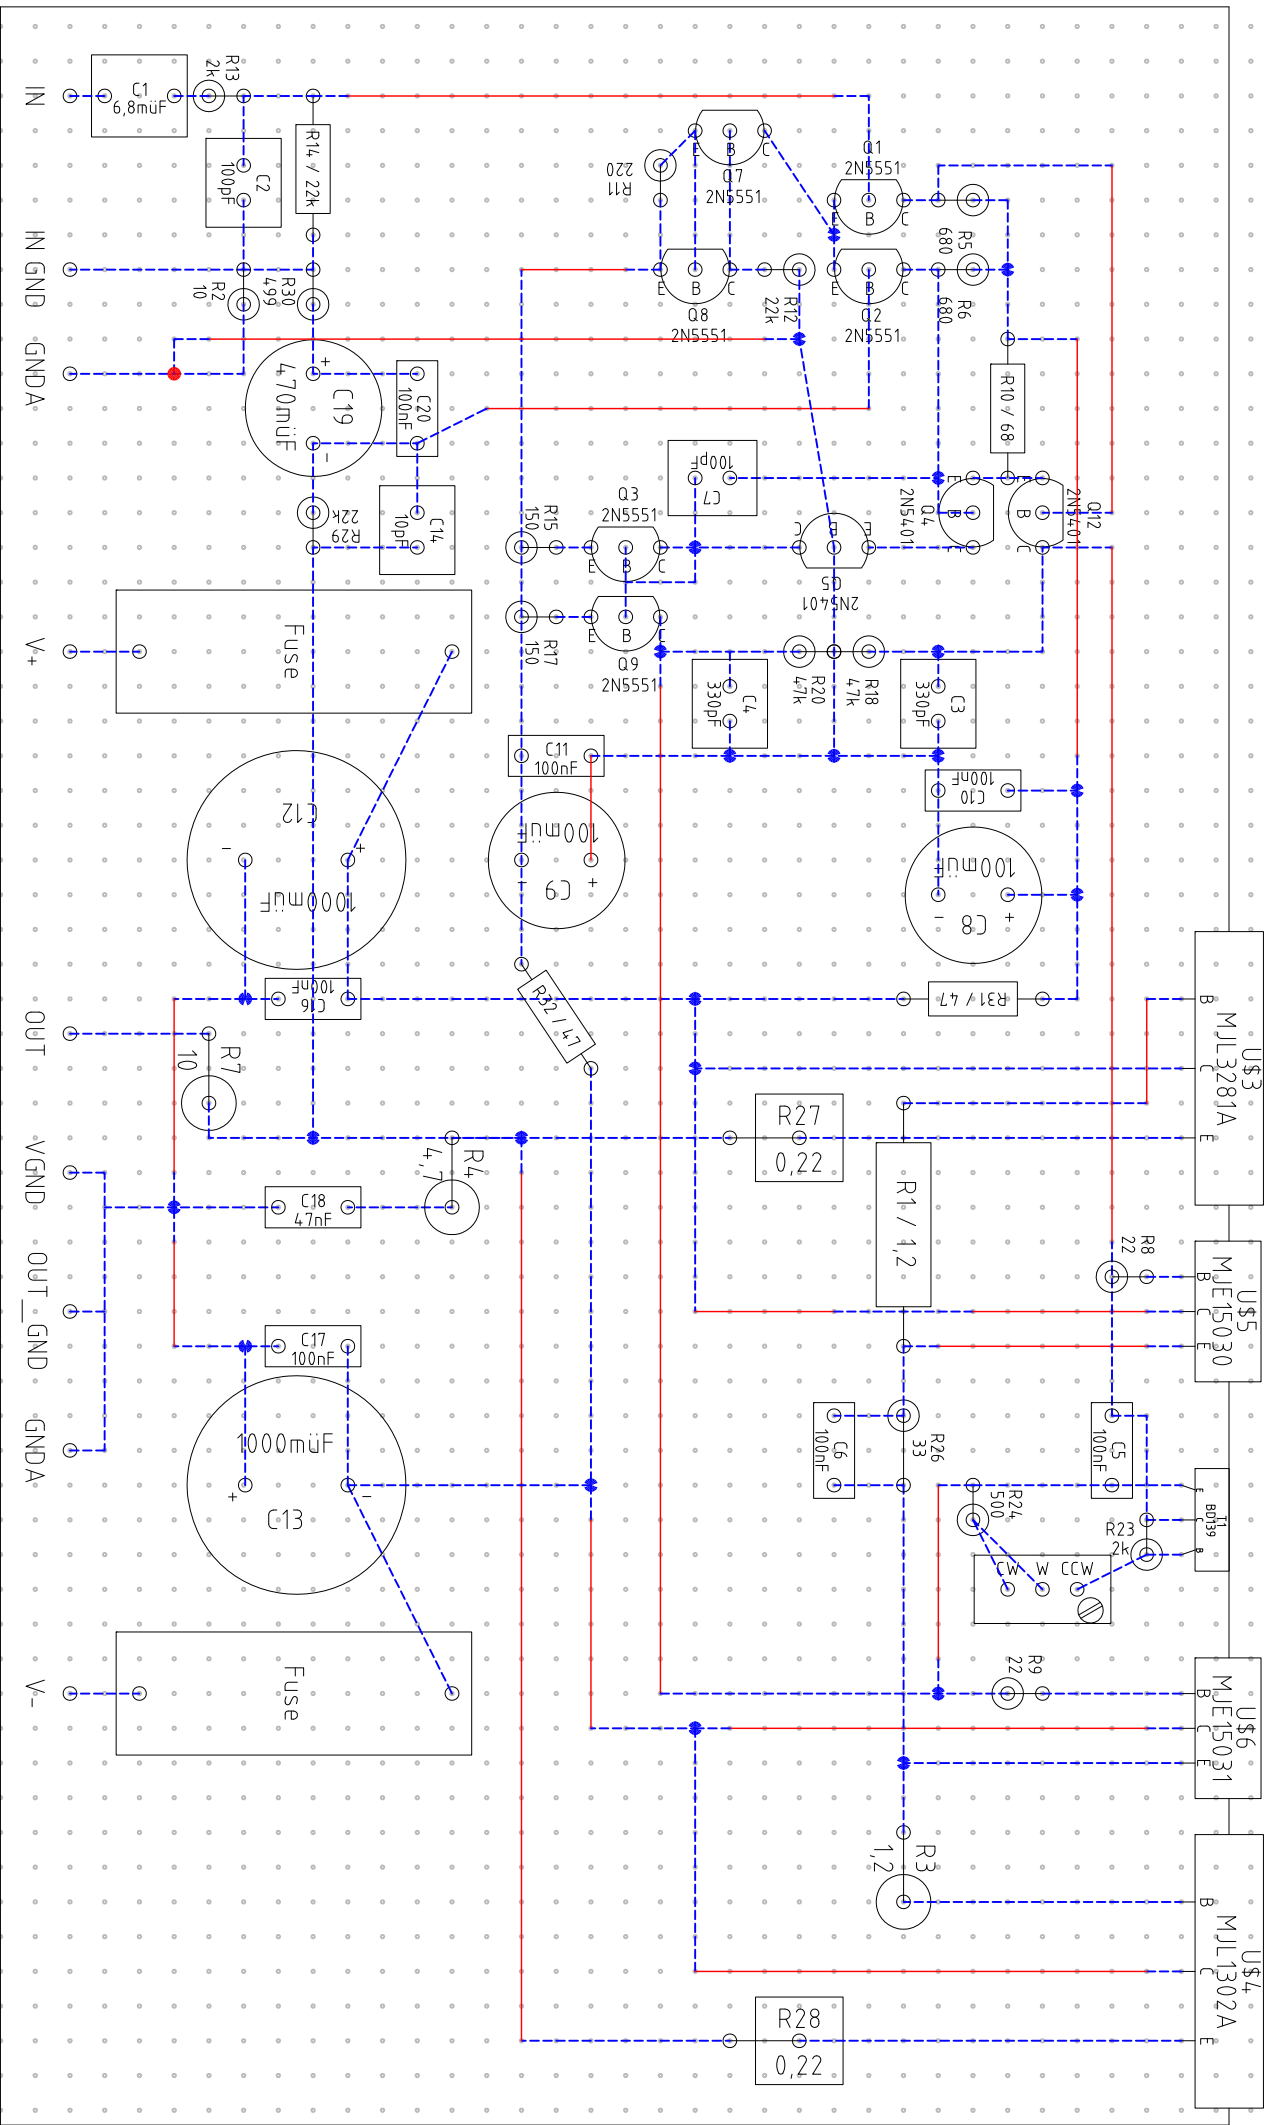 IN
IN GND
GNDA
V+
OUT
VGND
OUT_GND
GNDA
V-
C1
6,8müF
R13
2k
C2
100pF
R14 / 22k
R2
10
R30
499
C19
470müF
+
-
C20
100nF
C14
10pF
R29
22k
Fuse
C12
1000müF
-
+
C16
100nF
R7
10
C18
47nF
R4
4,7
C17
100nF
1000müF
+
-
C13
Fuse
R11
220
E B C
Q7
2N5551
E B C
Q8
2N5551
R12
22k
Q1
2N5551
E B C
E B C
Q2
2N5551
R5
680
R6
680
R10 / 68
C7
100pF
E
B
C
Q4
2N5401
E
B
C
Q12
2N5401
Q3
2N5551
E B C
R15
150
C B E
Q5
2N5401
E B C
Q6
2N5551
R17
150
R20
47k
R18
47k
C4
330pF
C3
330pF
C11
100nF
100müF
-
+
C9
C10
100nF
100müF
-
+
C8
R32 / 47
R31 / 47
U$3
MJL3281A
B
C
E
R27
0,22
R1 / 1,2
R8
22
U$5
MJE15030
B
C
E
C6
100nF
R26
33
C5
100nF
R24
500
R23
2k
T1
BD139
E
C
B
CW W CCW
R9
22
U$6
MJE15031
B
C
E
R3
1,2
U$4
MJL1302A
B
C
E
R28
0,22